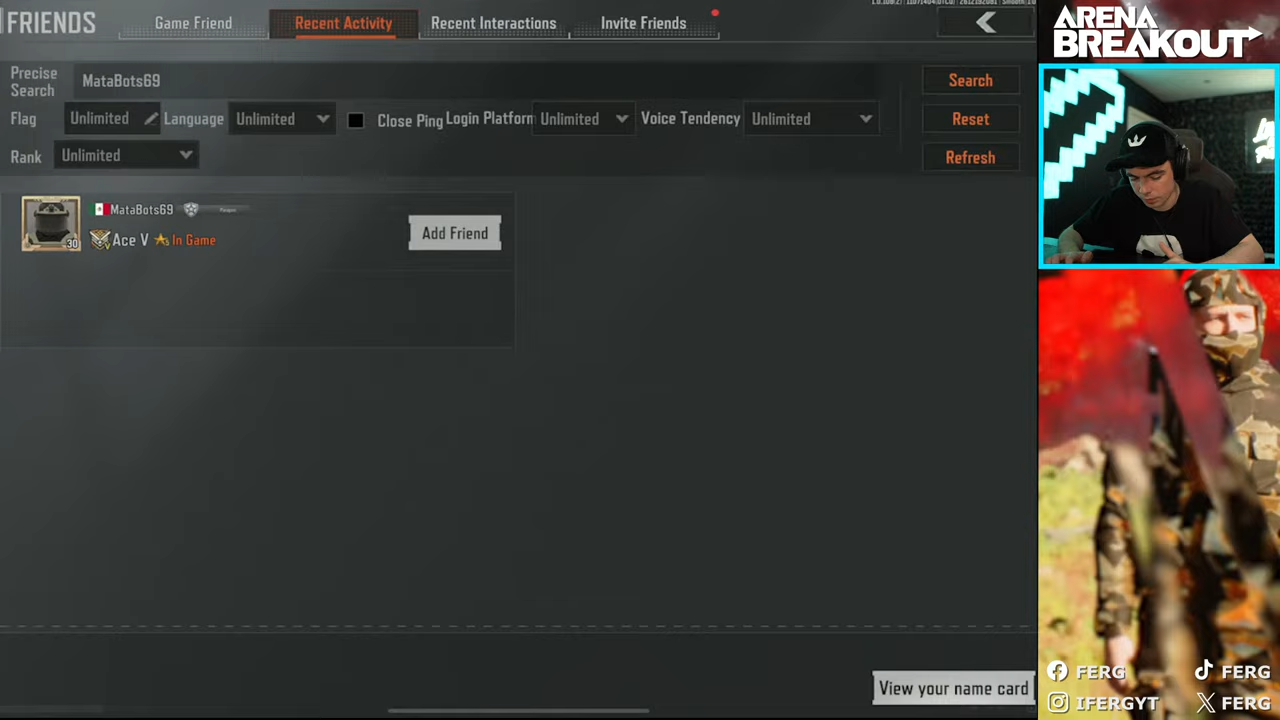 FRIENDS
Game Friend
Recent Activity
Recent Interactions
Invite Friends
Precise Search
MataBots69
Search
Flag
Unlimited
Language
Unlimited
Close Ping
Login Platform
Unlimited
Voice Tendency
Unlimited
Reset
Rank
Unlimited
Refresh
MataBots69
30
Ace V
In Game
Add Friend
View your name card
ARENA
BREAKOUT
FERG
FERG
IFERGYT
FERG